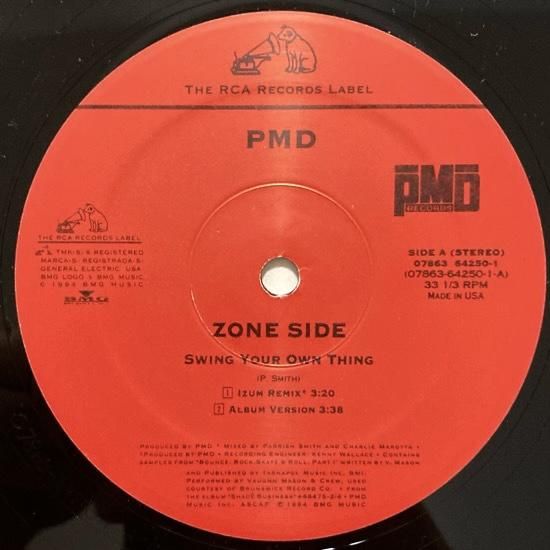 THE RCA RECORDS LABEL
PMD
PMD
RECORDS
THE RCA RECORDS LABEL
TMK(S) ® REGISTERED
MARCA(S) REGISTRADA(S)
GENERAL ELECTRIC, USA
BMG LOGO ® BMG MUSIC
© 1994 BMG MUSIC
BMG
SIDE A (STEREO)
07863 64250-1
(07863-64250-1-A)
33 1/3 RPM
MADE IN USA
ZONE SIDE
SWING YOUR OWN THING
(P. SMITH)
1 IZUM REMIX* 3:20
2 ALBUM VERSION 3:38
PRODUCED BY PMD * MIXED BY PARRISH SMITH AND CHARLIE MAROTTA *
†PRODUCED BY PMD • RECORDING ENGINEER: KENNY WALLACE • CONTAINS
SAMPLES FROM "BOUNCE, ROCK, SKATE & ROLL, PART I" WRITTEN BY V. MASON
AND PUBLISHED BY TABRAPOL MUSIC INC. BMI.
PERFORMED BY VAUGHN MASON & CREW, USED
COURTESY OF BRUNSWICK RECORD CO. • FROM
THE ALBUM "SHADE BUSINESS" #66475-2/4 • PMD
MUSIC INC. ASCAP © 1994 BMG MUSIC